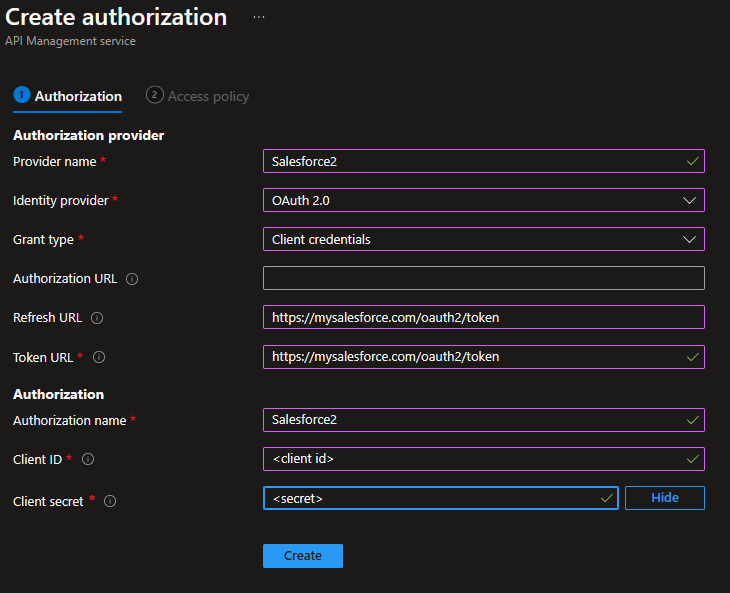 Create authorization ...
API Management service
1 Authorization 2 Access policy
Authorization provider
Provider name * Salesforce2
Identity provider * OAuth 2.0
Grant type * Client credentials
Authorization URL
Refresh URL https://mysalesforce.com/oauth2/token
Token URL * https://mysalesforce.com/oauth2/token
Authorization
Authorization name * Salesforce2
Client ID * <client id>
Client secret * <secret> Hide
Create